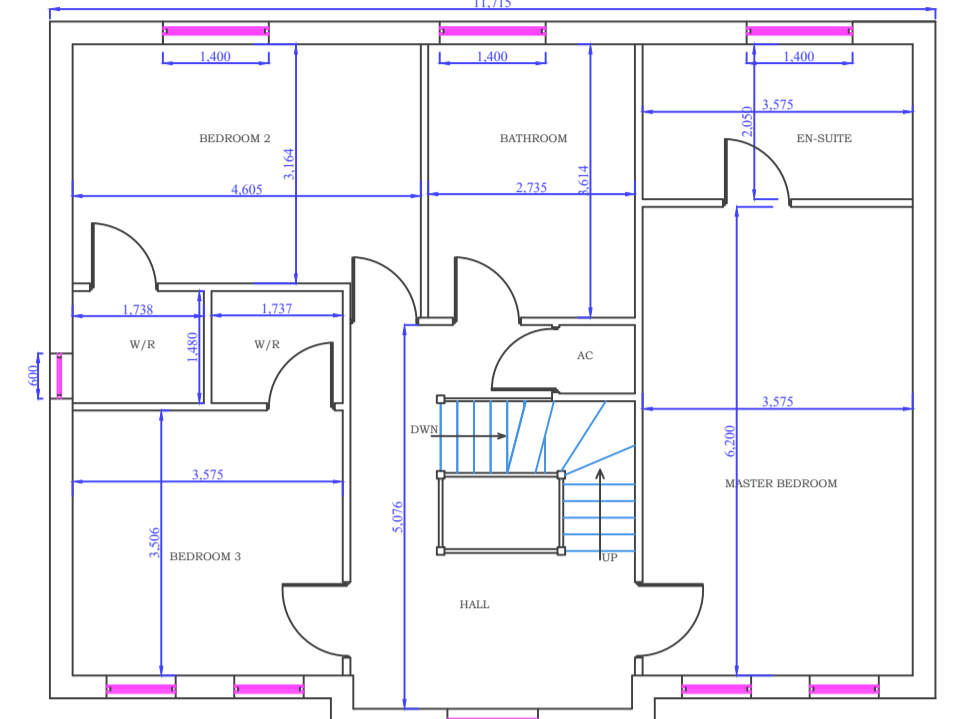 11,715
1,400
1,400
1,400
3,575
2,050
BEDROOM 2
BATHROOM
EN-SUITE
3,164
3,614
4,605
2,735
1,738
1,737
W/R
1,480
W/R
AC
600
3,575
DWN
6,200
3,575
MASTER BEDROOM
5,076
3,506
BEDROOM 3
UP
HALL